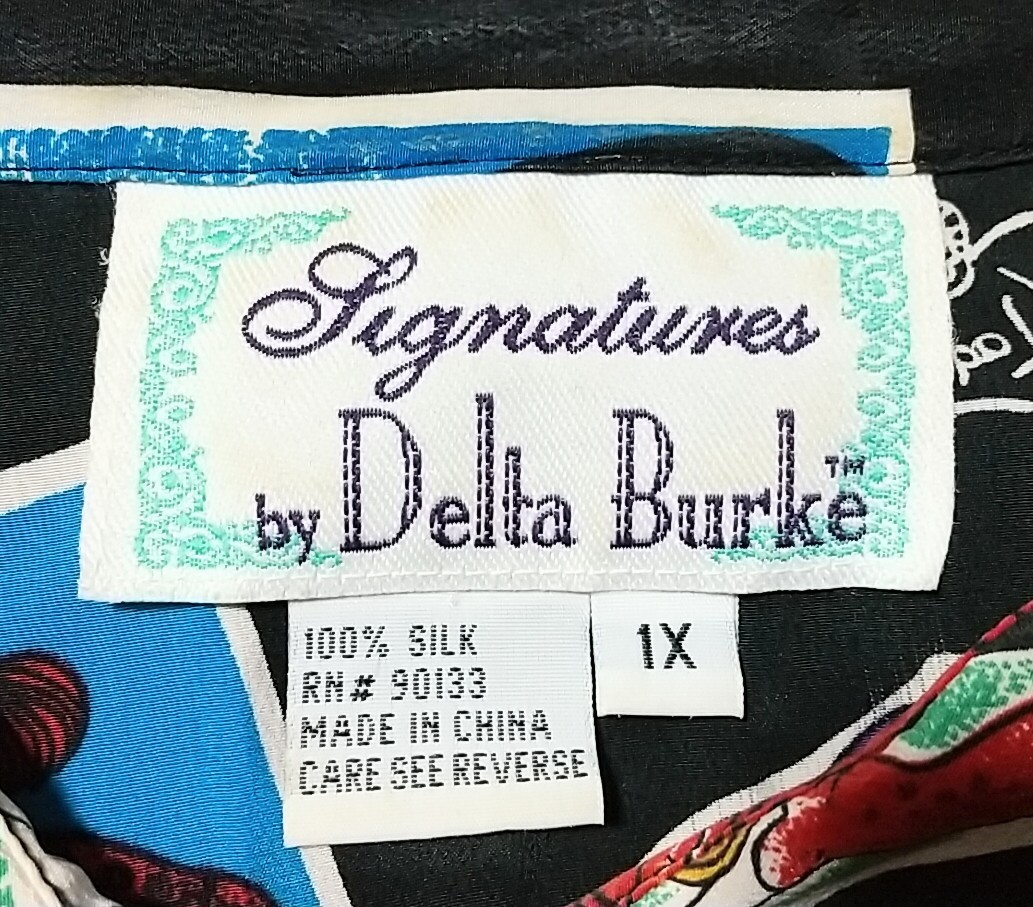 Signatures
by Delta Burke™
100% SILK
RN# 90133
MADE IN CHINA
CARE SEE REVERSE
1X